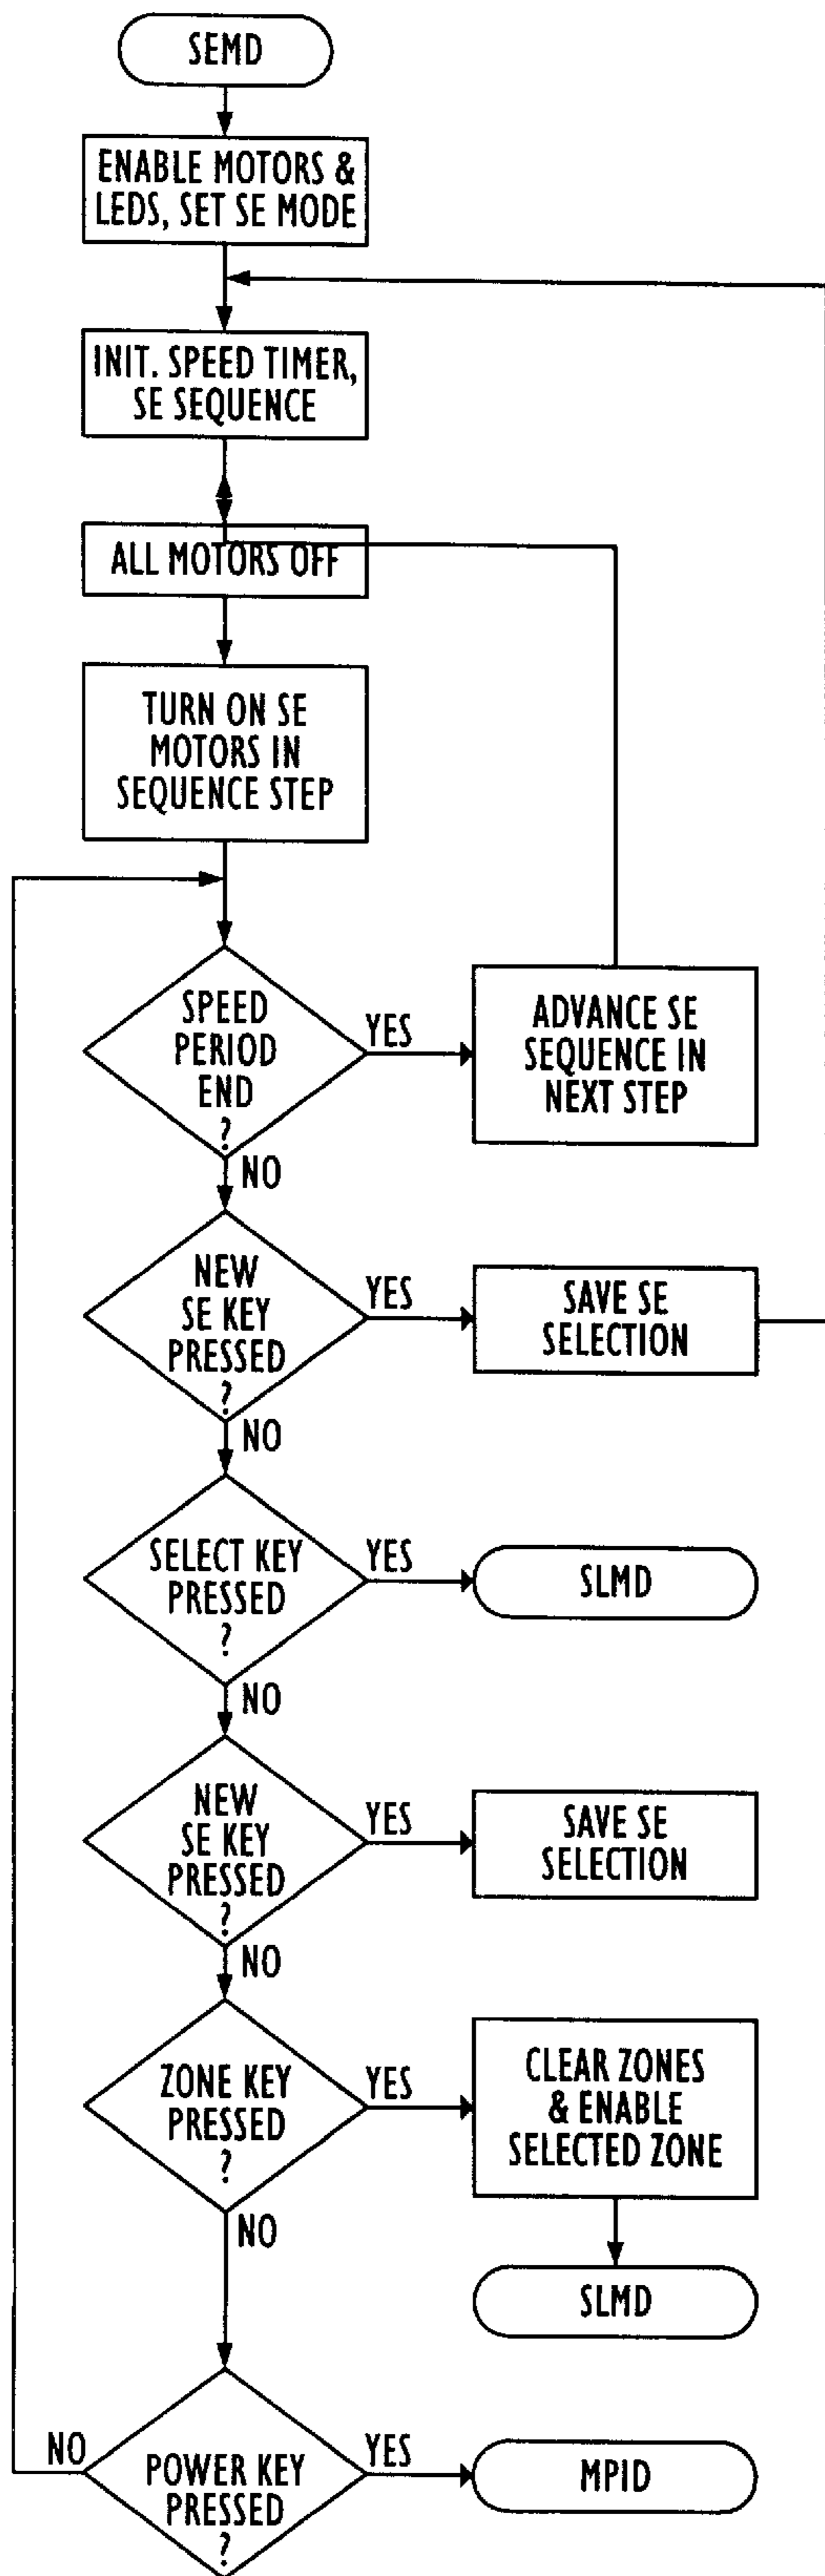 SEMD
ENABLE MOTORS &
LEDS, SET SE MODE
INIT. SPEED TIMER,
SE SEQUENCE
ALL MOTORS OFF
TURN ON SE
MOTORS IN
SEQUENCE STEP
SPEED
PERIOD
END
?
YES
ADVANCE SE
SEQUENCE IN
NEXT STEP
NO
NEW
SE KEY
PRESSED
?
YES
SAVE SE
SELECTION
NO
SELECT KEY
PRESSED
?
YES
SLMD
NO
NEW
SE KEY
PRESSED
?
YES
SAVE SE
SELECTION
NO
ZONE KEY
PRESSED
?
YES
CLEAR ZONES
& ENABLE
SELECTED ZONE
NO
SLMD
NO
POWER KEY
PRESSED
?
YES
MPID